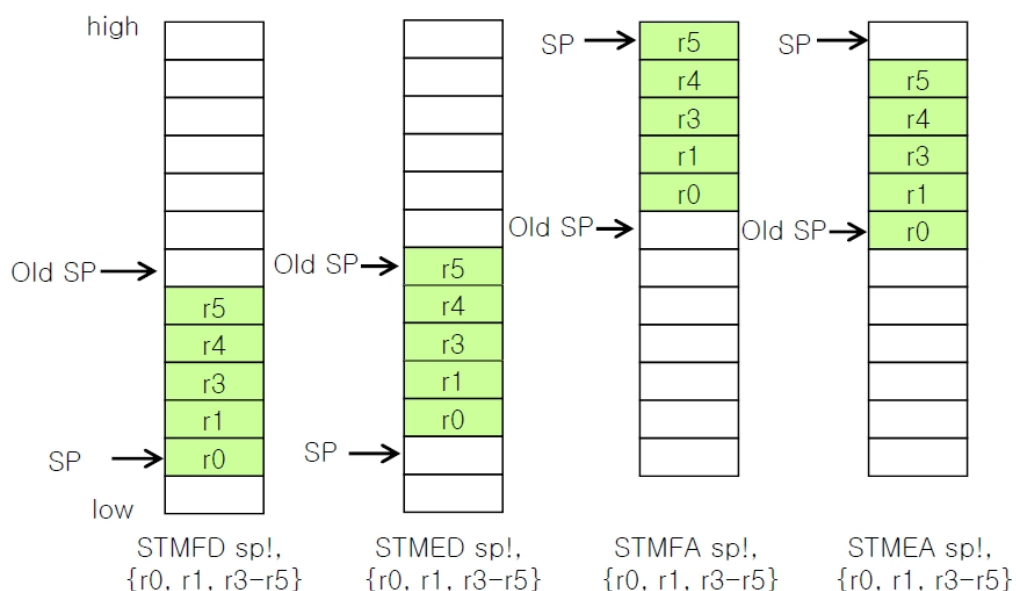 high
SP
r5
r4
r3
r1
r0
Old SP
SP
r5
r4
r3
r1
r0
Old SP
Old SP
r5
r4
r3
r1
r0
SP
Old SP
r5
r4
r3
r1
r0
SP
low
STMFD sp!,
{r0, r1, r3-r5}
STMED sp!,
{r0, r1, r3-r5}
STMFA sp!,
{r0, r1, r3-r5}
STMEA sp!,
{r0, r1, r3-r5}